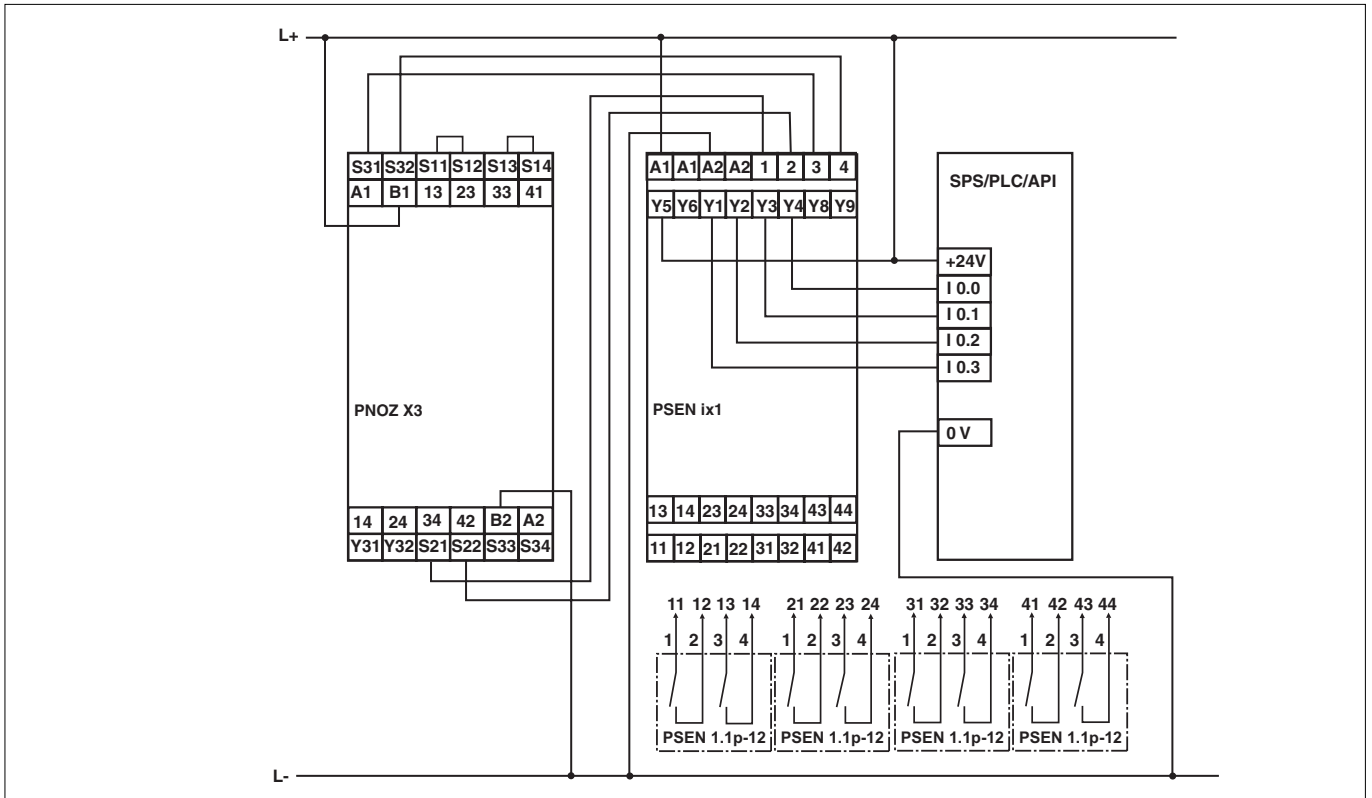 L+
S31 S32 S11 S12 S13 S14
A1 B1 13 23 33 41
PNOZ X3
14 24 34 42 B2 A2
Y31 Y32 S21 S22 S33 S34
A1 A1 A2 A2 1 2 3 4
Y5 Y6 Y1 Y2 Y3 Y4 Y8 Y9
PSEN ix1
13 14 23 24 33 34 43 44
11 12 21 22 31 32 41 42
SPS/PLC/API
+24V
I 0.0
I 0.1
I 0.2
I 0.3
0 V
11 12 13 14
1 2 3 4
PSEN 1.1p-12
21 22 23 24
1 2 3 4
PSEN 1.1p-12
31 32 33 34
1 2 3 4
PSEN 1.1p-12
41 42 43 44
1 2 3 4
PSEN 1.1p-12
L-